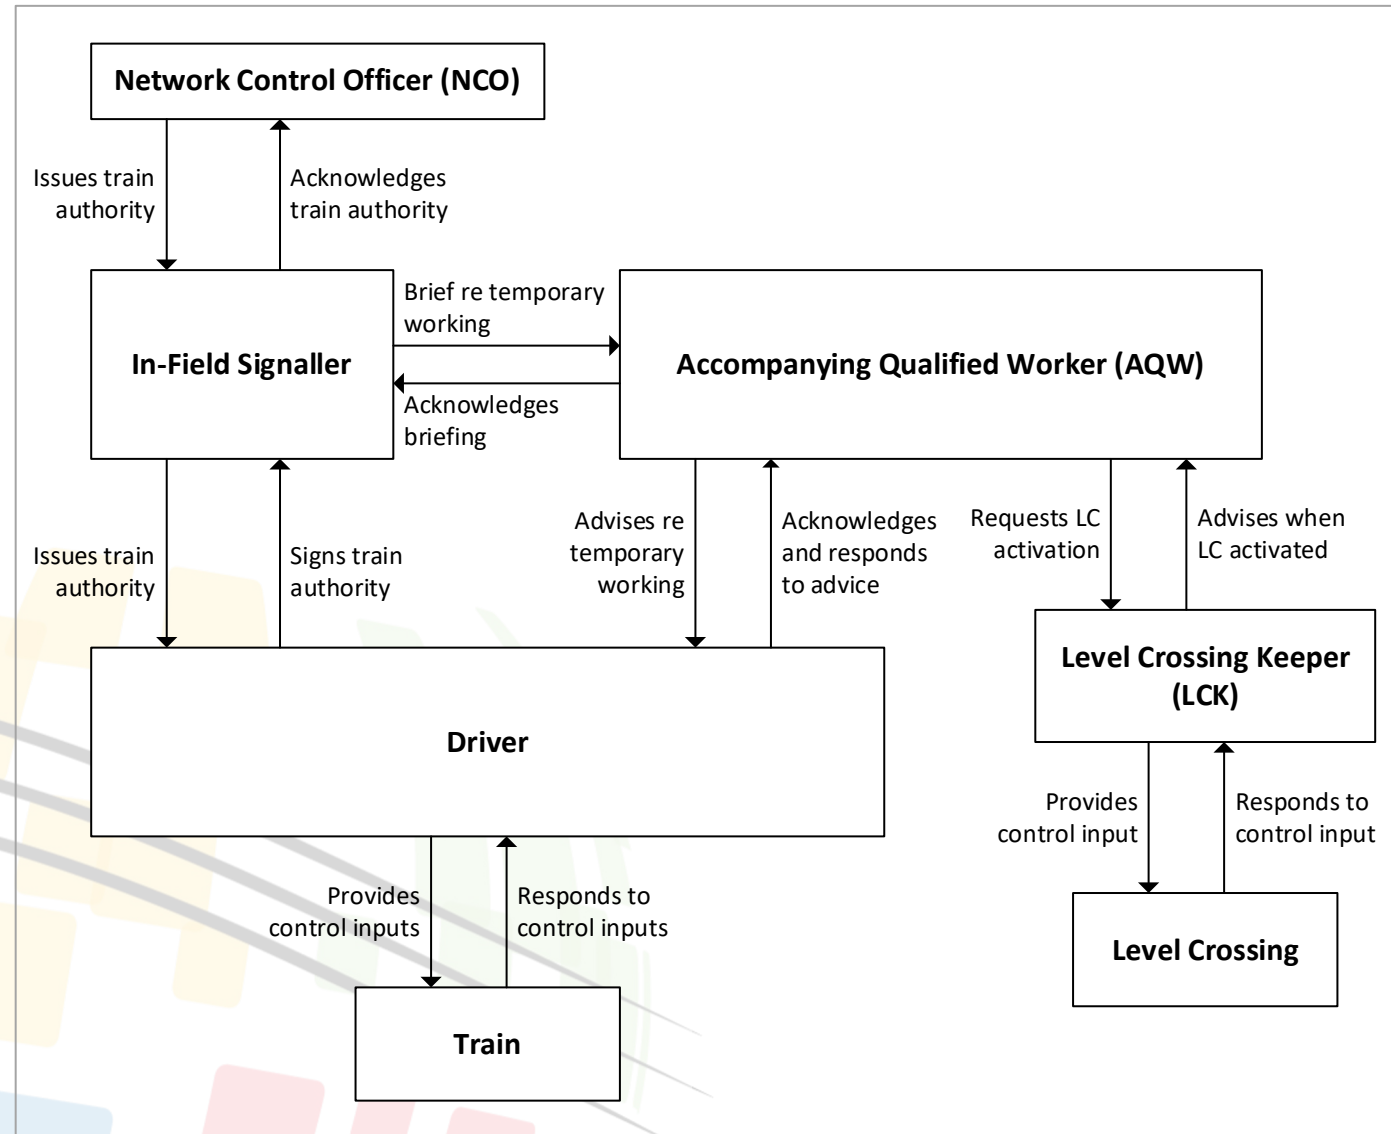 Network Control Officer (NCO)
Issues train
authority
Acknowledges
train authority
In-Field Signaller
Brief re temporary
working
Acknowledges
briefing
Accompanying Qualified Worker (AQW)
Issues train
authority
Signs train
authority
Advises re
temporary
working
Acknowledges
and responds
to advice
Requests LC
activation
Advises when
LC activated
Driver
Level Crossing Keeper
(LCK)
Provides
control inputs
Responds to
control inputs
Provides
control input
Responds to
control input
Train
Level Crossing